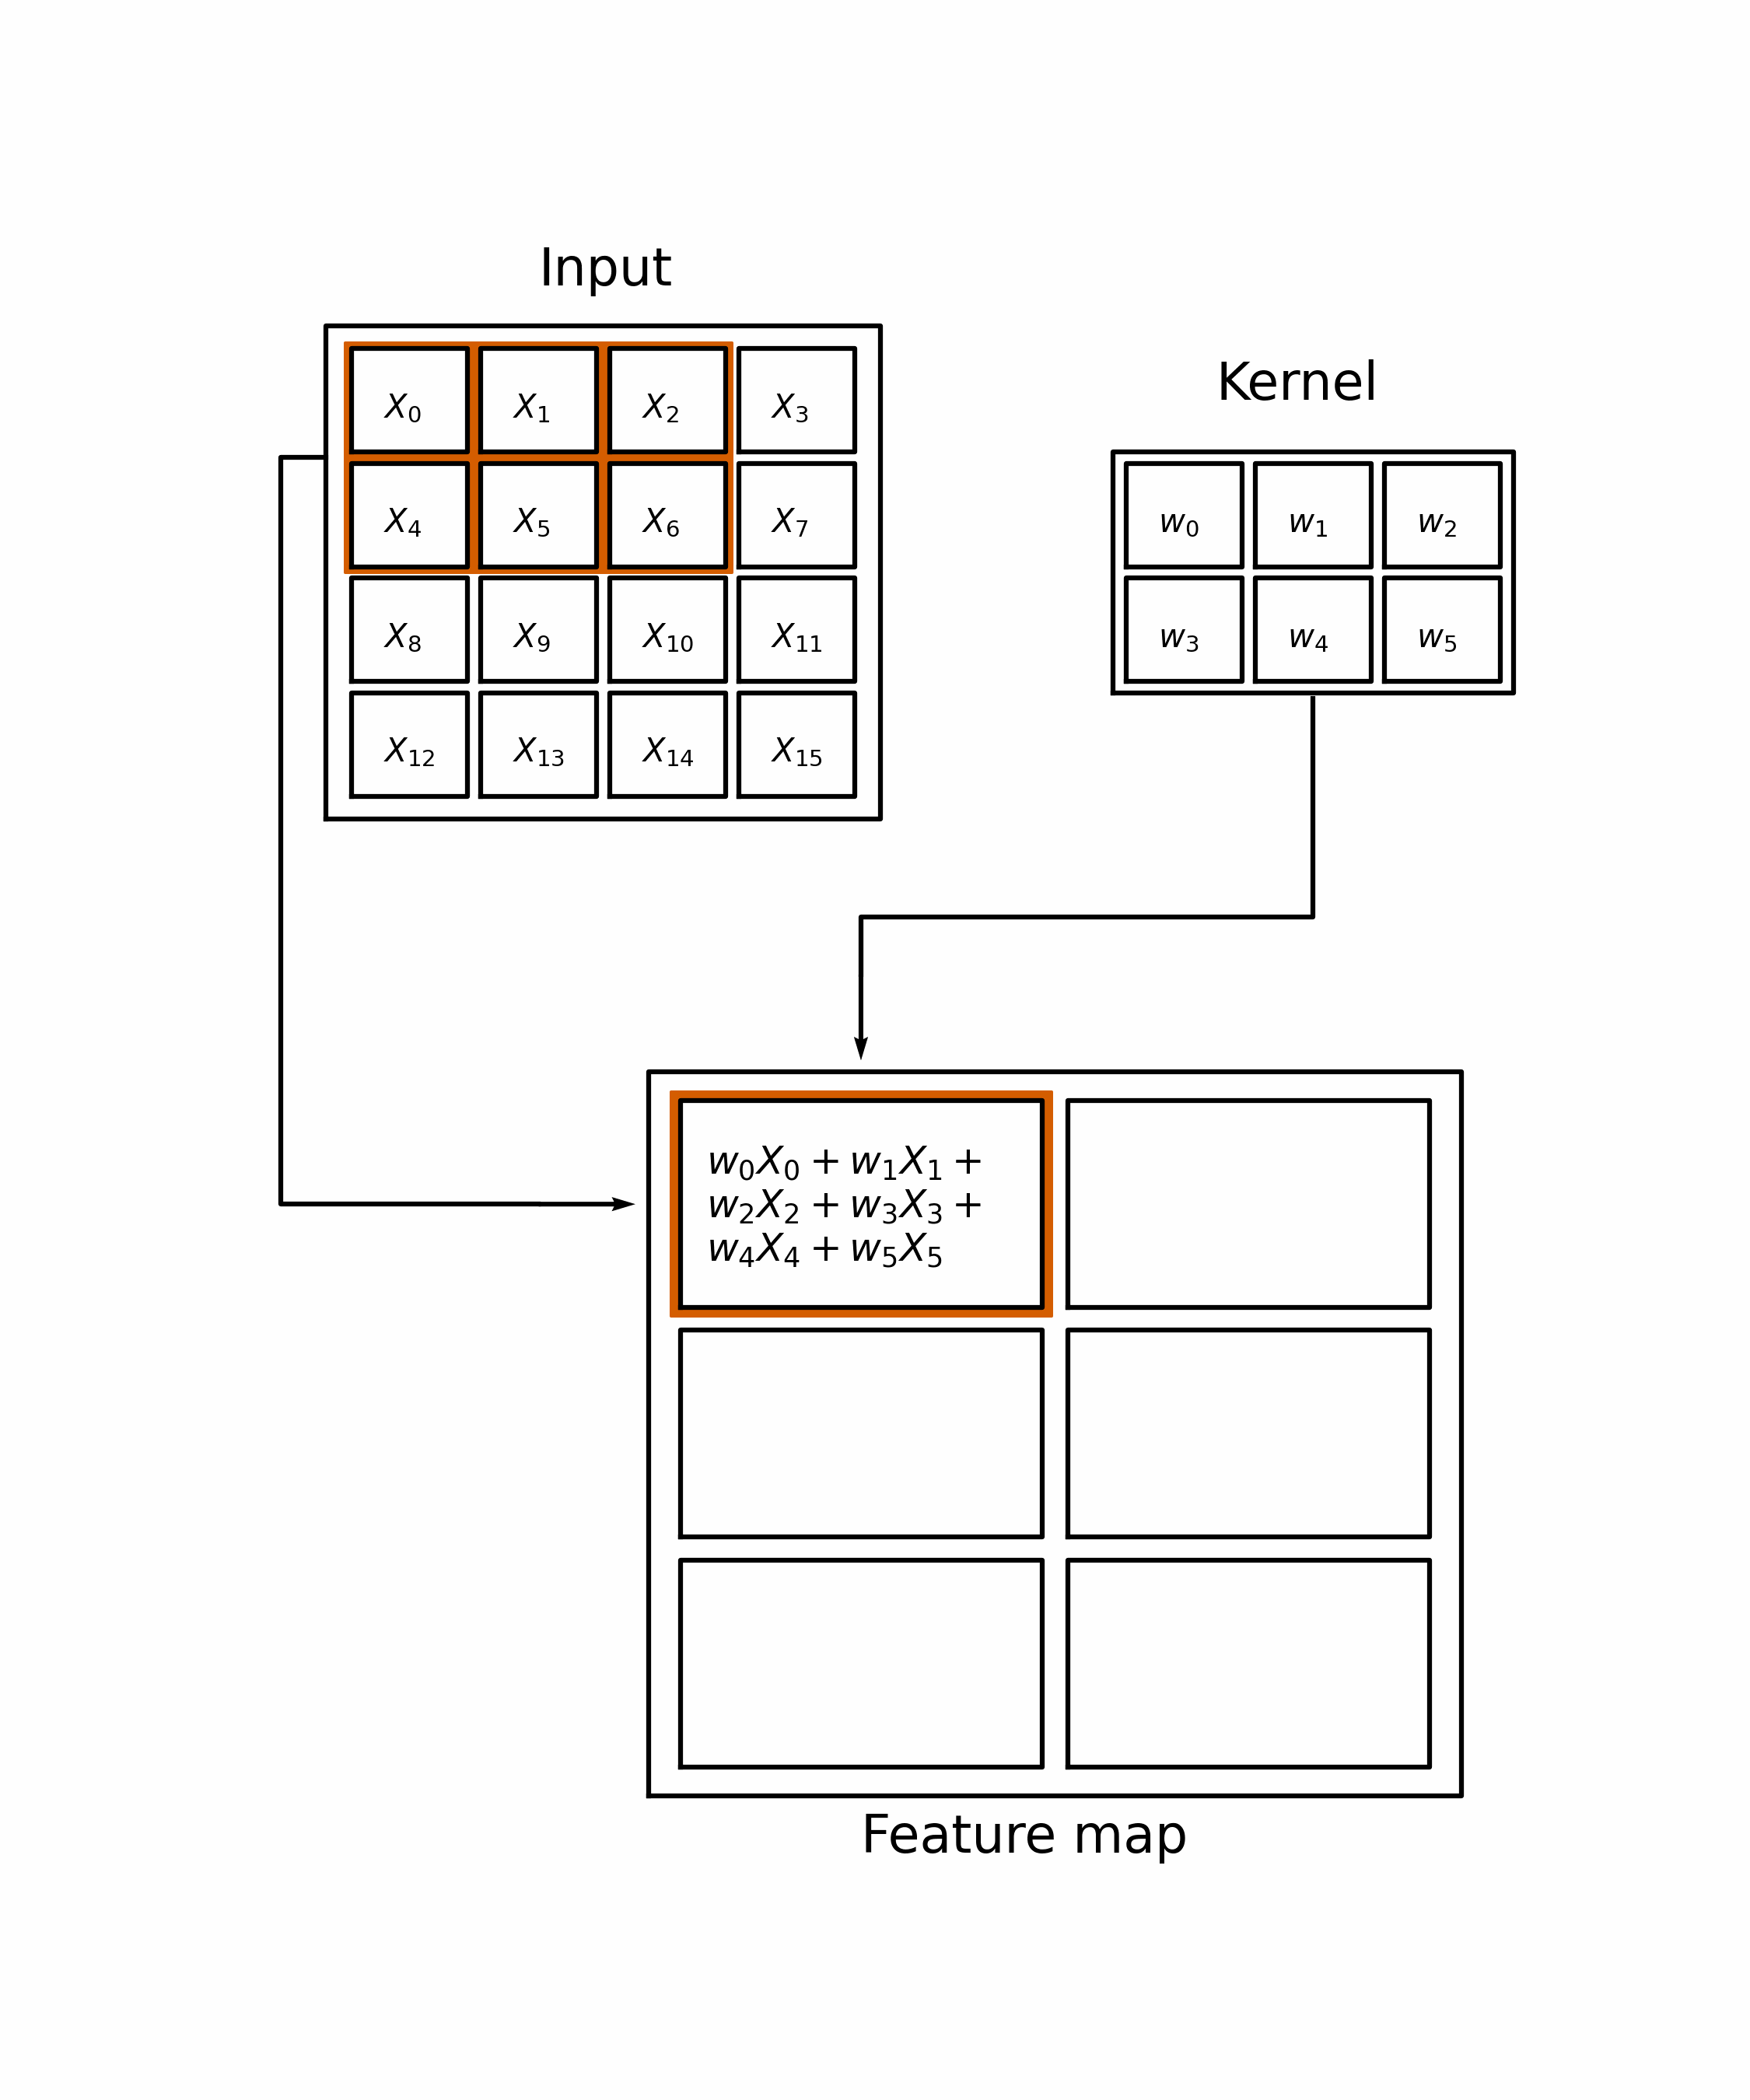 Input
X₀ X₁ X₂ X₃
X₄ X₅ X₆ X₇
X₈ X₉ X₁₀ X₁₁
X₁₂ X₁₃ X₁₄ X₁₅
Kernel
w₀ w₁ w₂
w₃ w₄ w₅
w₀X₀ + w₁X₁ +
w₂X₂ + w₃X₃ +
w₄X₄ + w₅X₅
Feature map